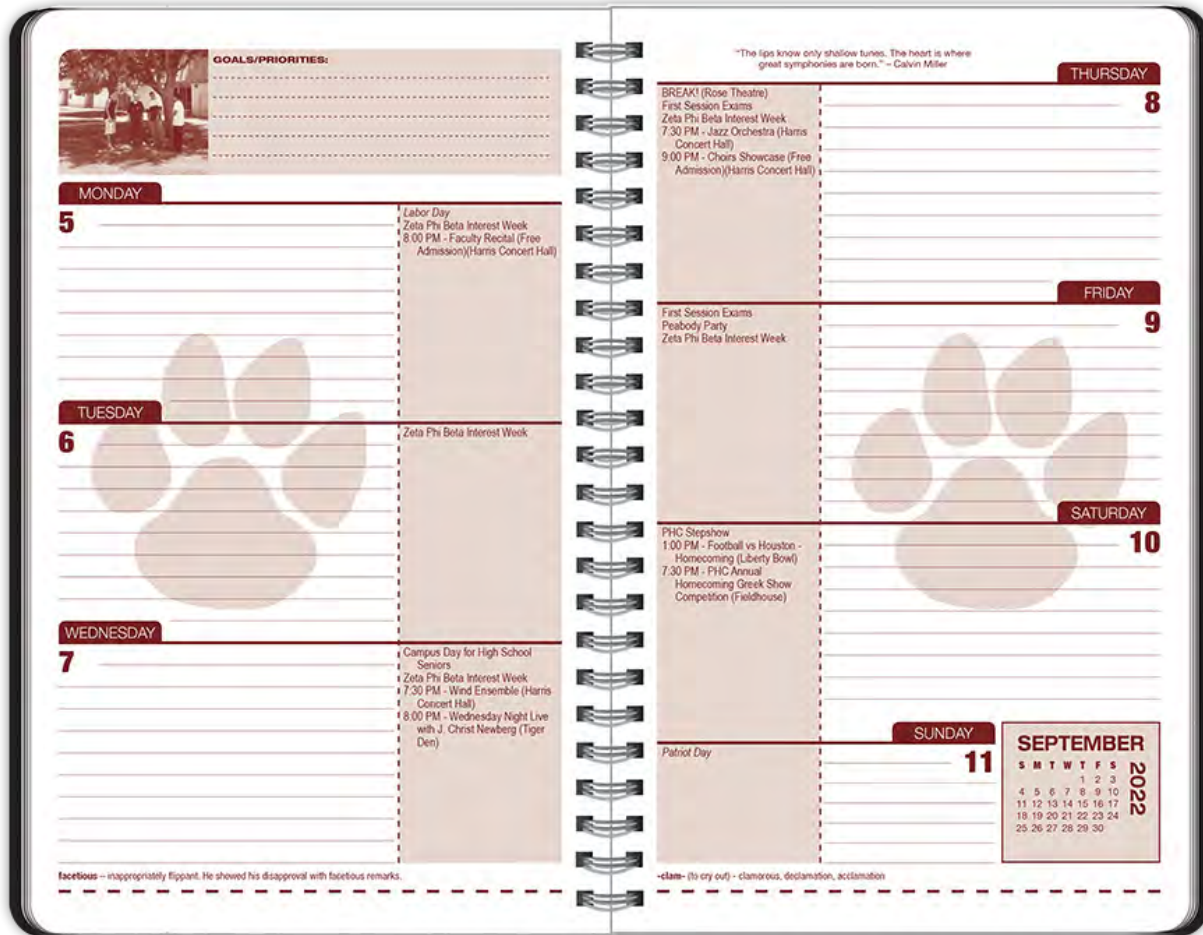 GOALS/PRIORITIES:
MONDAY
5
Labor Day
Zeta Phi Beta Interest Week
8:00 PM - Faculty Recital (Free
Admission)(Harris Concert Hall)
TUESDAY
6
Zeta Phi Beta Interest Week
WEDNESDAY
7
Campus Day for High School
Seniors
Zeta Phi Beta Interest Week
7:30 PM - Wind Ensemble (Harris
Concert Hall)
8:00 PM - Wednesday Night Live
with J. Christ Newberg (Tiger
Den)
facetious – inappropriately flippant. He showed his disapproval with facetious remarks.
"The lips know only shallow tunes. The heart is where
great symphonies are born." – Calvin Miller
THURSDAY
8
BREAK! (Rose Theatre)
First Session Exams
Zeta Phi Beta Interest Week
7:30 PM - Jazz Orchestra (Harris
Concert Hall)
9:00 PM - Choirs Showcase (Free
Admission)(Harris Concert Hall)
FRIDAY
9
First Session Exams
Peabody Party
Zeta Phi Beta Interest Week
SATURDAY
10
PHC Stepshow
1:00 PM - Football vs Houston -
Homecoming (Liberty Bowl)
7:30 PM - PHC Annual
Homecoming Greek Show
Competition (Fieldhouse)
SUNDAY
11
Patriot Day
SEPTEMBER
2022
S M T W T F S
1 2 3
4 5 6 7 8 9 10
11 12 13 14 15 16 17
18 19 20 21 22 23 24
25 26 27 28 29 30
-clam- (to cry out) - clamorous, declamation, acclamation